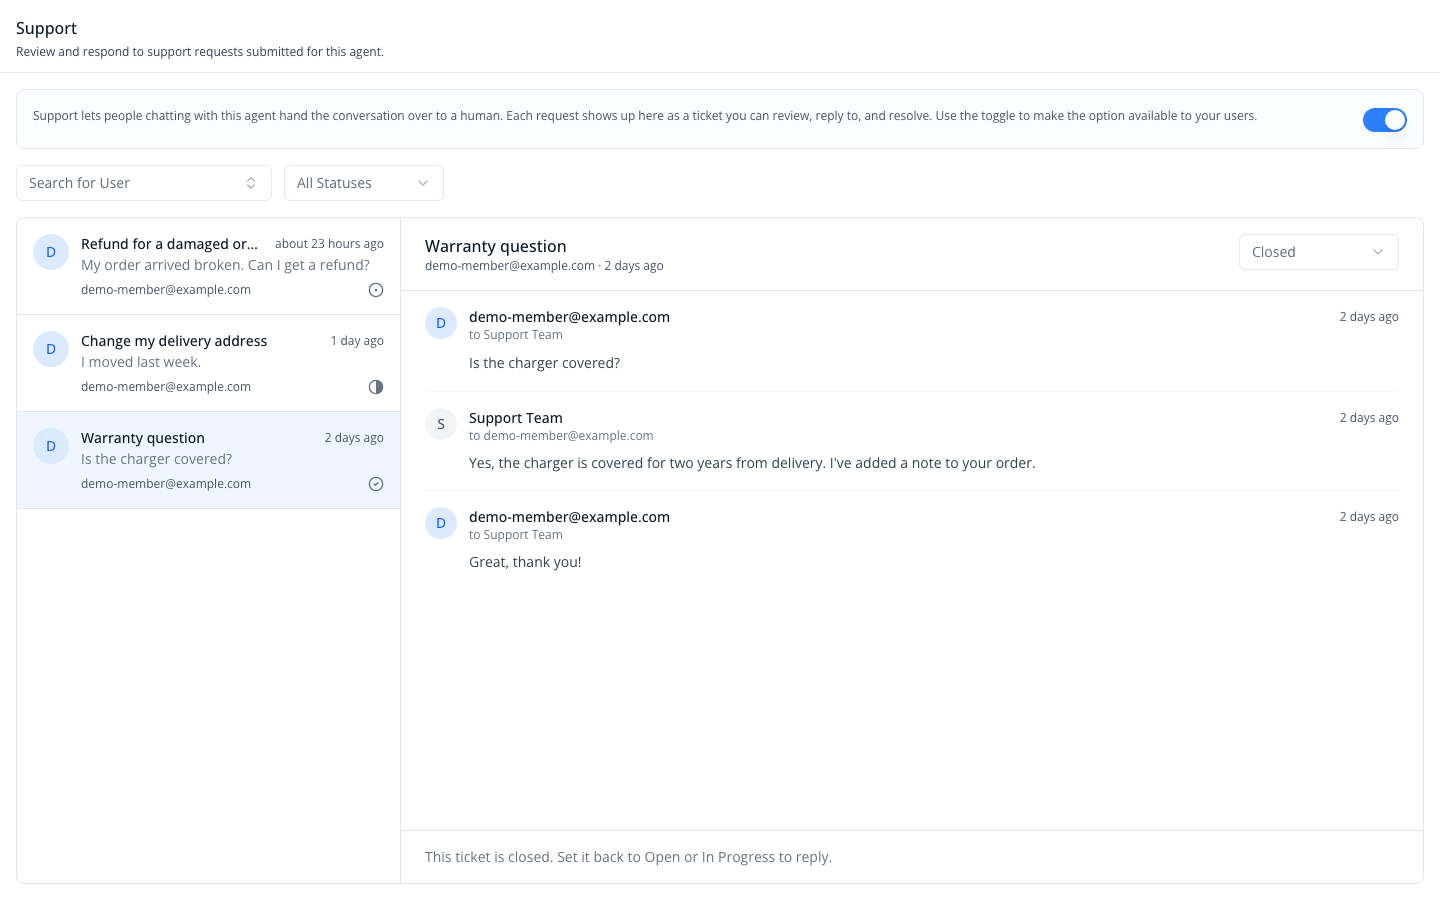 Support
Review and respond to support requests submitted for this agent.
Support lets people chatting with this agent hand the conversation over to a human. Each request shows up here as a ticket you can review, reply to, and resolve. Use the toggle to make the option available to your users.
Search for User
All Statuses
D
Refund for a damaged or...
about 23 hours ago
My order arrived broken. Can I get a refund?
demo-member@example.com
D
Change my delivery address
1 day ago
I moved last week.
demo-member@example.com
D
Warranty question
2 days ago
Is the charger covered?
demo-member@example.com
Warranty question
demo-member@example.com · 2 days ago
Closed
D
demo-member@example.com
2 days ago
to Support Team
Is the charger covered?
S
Support Team
2 days ago
to demo-member@example.com
Yes, the charger is covered for two years from delivery. I've added a note to your order.
D
demo-member@example.com
2 days ago
to Support Team
Great, thank you!
This ticket is closed. Set it back to Open or In Progress to reply.